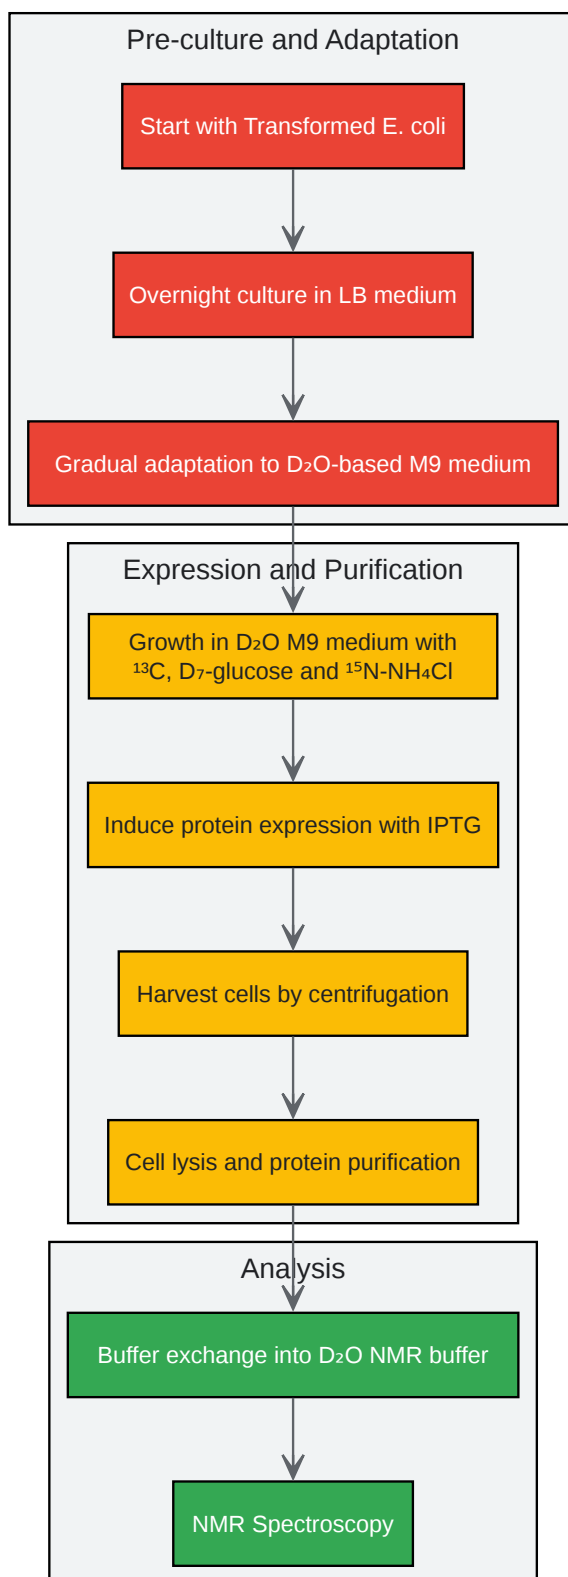 Pre-culture and Adaptation
Start with Transformed E. coli
Overnight culture in LB medium
Gradual adaptation to D₂O-based M9 medium
Expression and Purification
Growth in D₂O M9 medium with
¹³C, D₇-glucose and ¹⁵N-NH₄Cl
Induce protein expression with IPTG
Harvest cells by centrifugation
Cell lysis and protein purification
Analysis
Buffer exchange into D₂O NMR buffer
NMR Spectroscopy